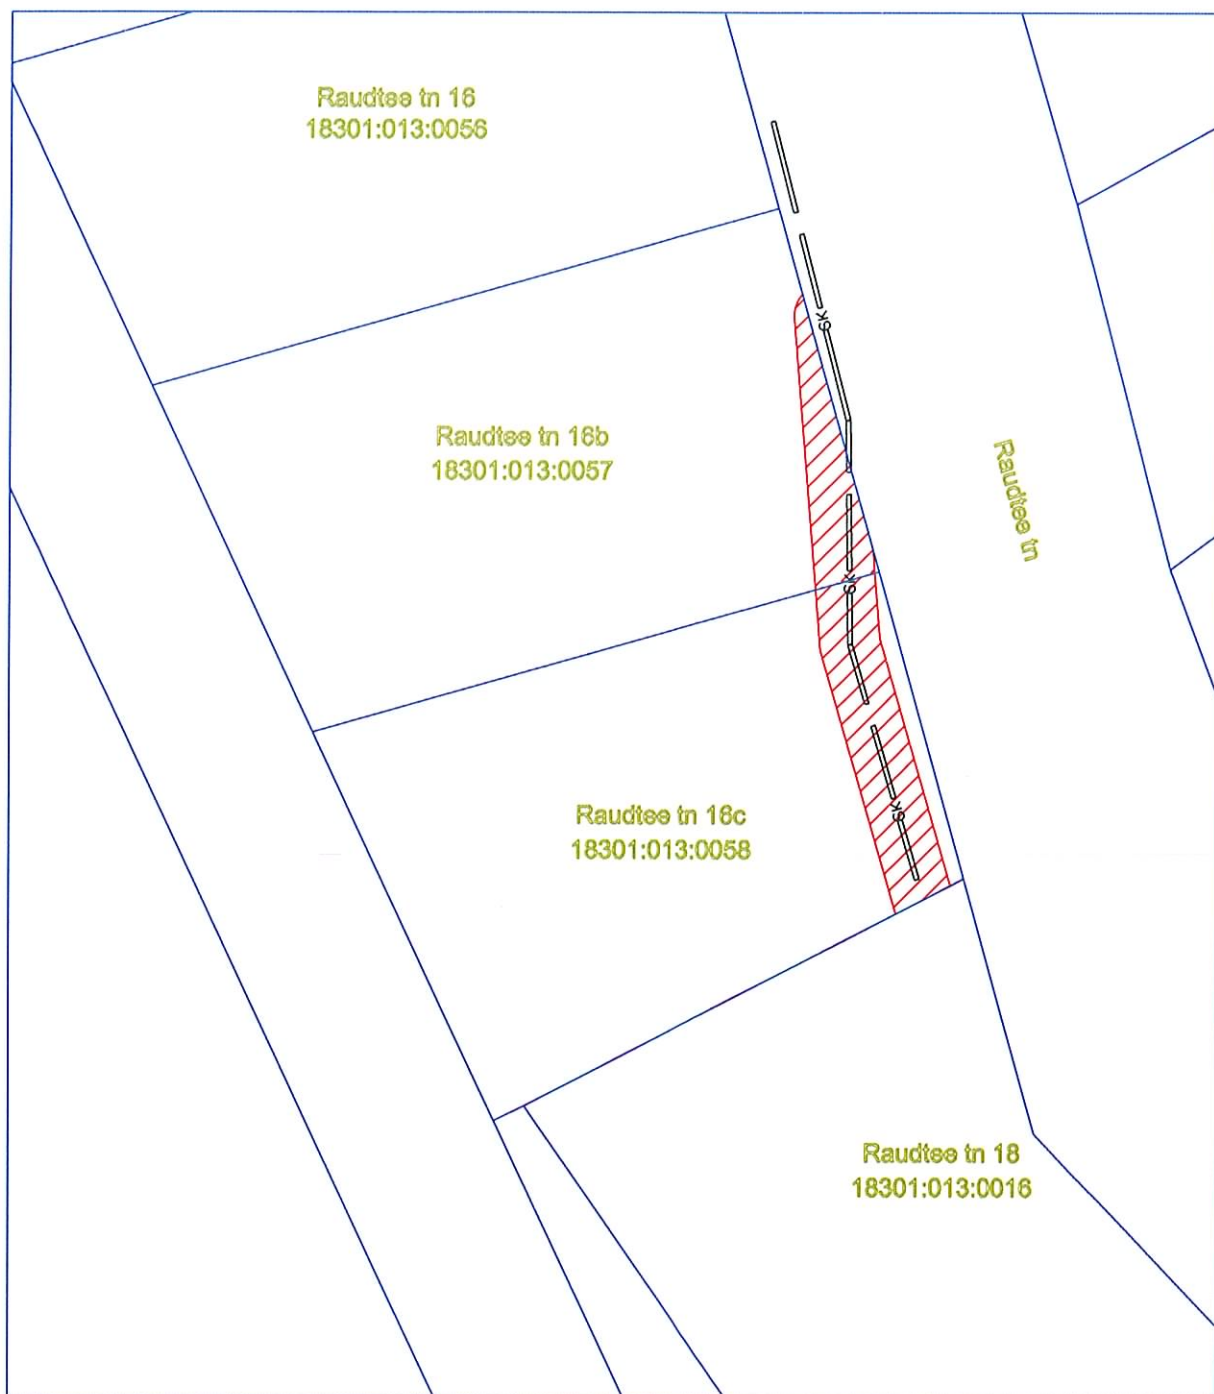 Raudtee tn 16
18301:013:0056
SK
Raudtee tn 16b
18301:013:0057
Raudtee tn
SK
Raudtee tn 16c
18301:013:0058
SK
Raudtee tn 18
18301:013:0016